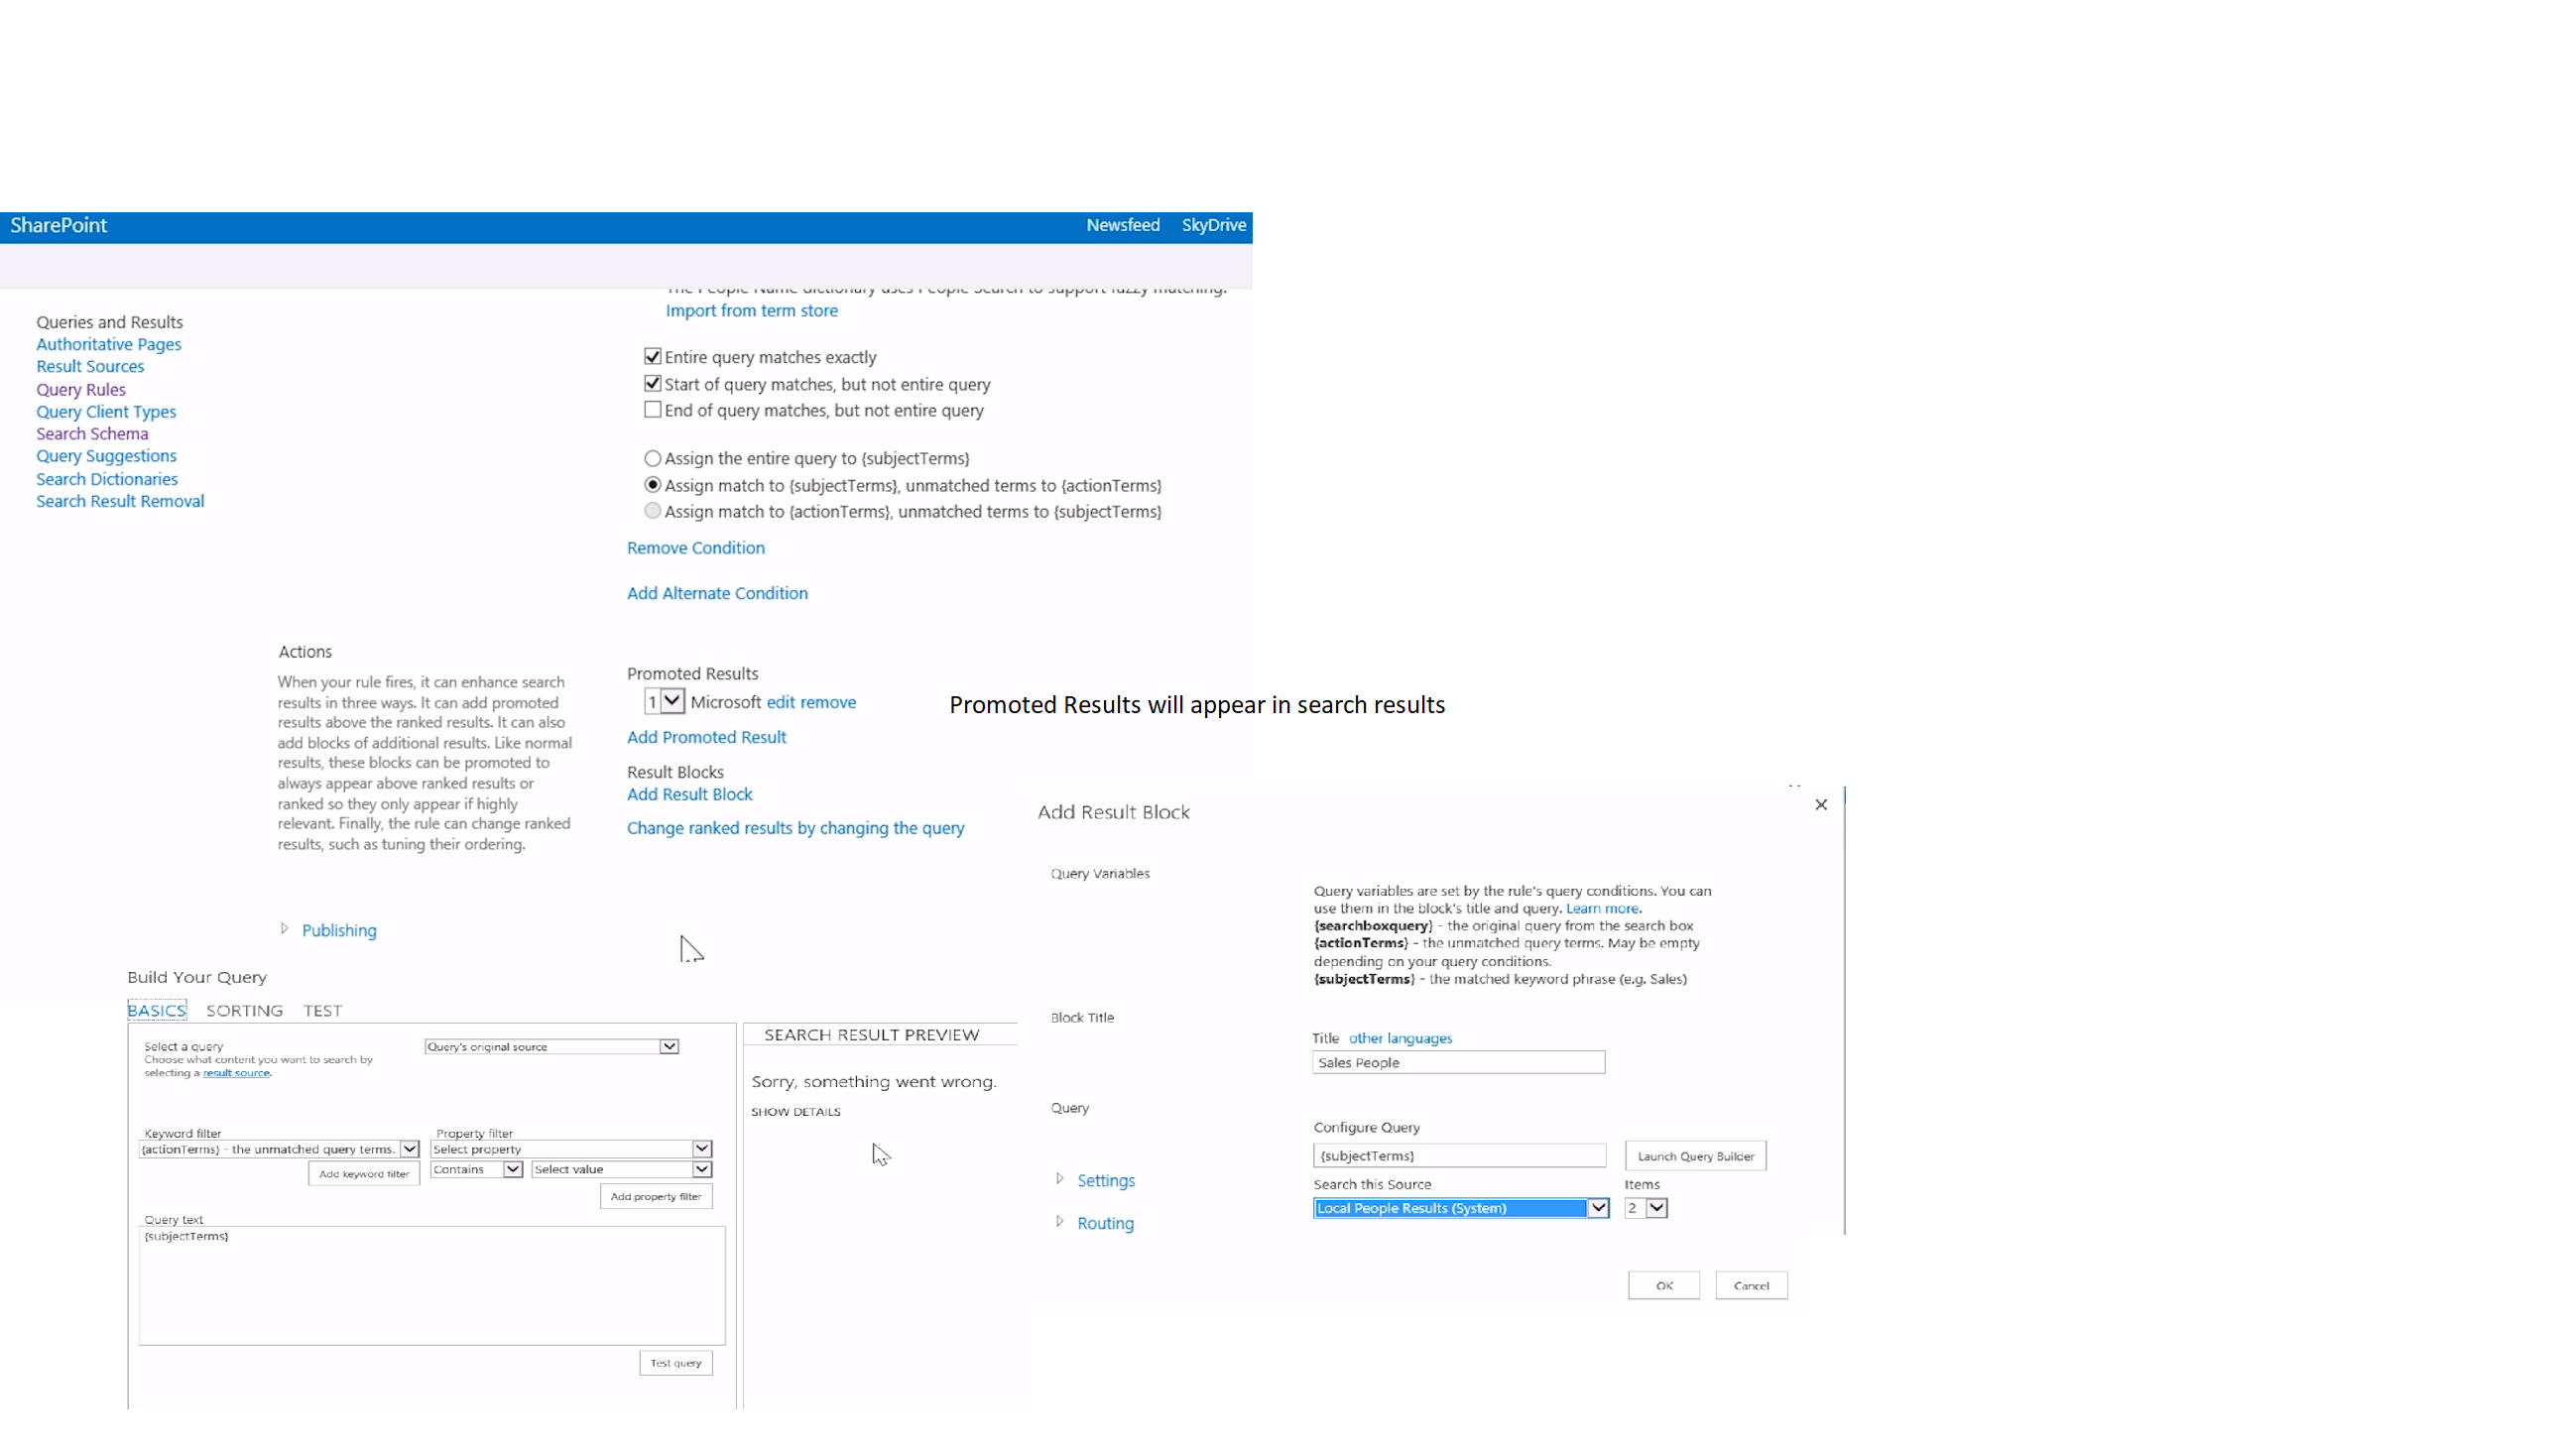 SharePoint
Newsfeed SkyDrive
The People Name dictionary uses People Search to support fuzzy matching.
Import from term store
Queries and Results
Authoritative Pages
Result Sources
Query Rules
Query Client Types
Search Schema
Query Suggestions
Search Dictionaries
Search Result Removal
Entire query matches exactly
Start of query matches, but not entire query
End of query matches, but not entire query
Assign the entire query to {subjectTerms}
Assign match to {subjectTerms}, unmatched terms to {actionTerms}
Assign match to {actionTerms}, unmatched terms to {subjectTerms}
Remove Condition
Add Alternate Condition
Actions
When your rule fires, it can enhance search
results in three ways. It can add promoted
results above the ranked results. It can also
add blocks of additional results. Like normal
results, these blocks can be promoted to
always appear above ranked results or
ranked so they only appear if highly
relevant. Finally, the rule can change ranked
results, such as tuning their ordering.
Promoted Results
1 Microsoft edit remove
Add Promoted Result
Result Blocks
Add Result Block
Change ranked results by changing the query
Promoted Results will appear in search results
Publishing
Build Your Query
BASICS SORTING TEST
Select a query
Choose what content you want to search by
selecting a result source.
Query's original source
Keyword filter
{actionTerms} - the unmatched query terms.
Add keyword filter
Property filter
Select property
Contains Select value
Add property filter
Query text
{subjectTerms}
Test query
SEARCH RESULT PREVIEW
Sorry, something went wrong.
SHOW DETAILS
Add Result Block
Query Variables
Query variables are set by the rule's query conditions. You can
use them in the block's title and query. Learn more.
{searchboxquery} - the original query from the search box
{actionTerms} - the unmatched query terms. May be empty
depending on your query conditions.
{subjectTerms} - the matched keyword phrase (e.g. Sales)
Block Title
Title other languages
Sales People
Query
Configure Query
{subjectTerms}
Launch Query Builder
Search this Source
Items
Local People Results (System)
2
Settings
Routing
OK Cancel